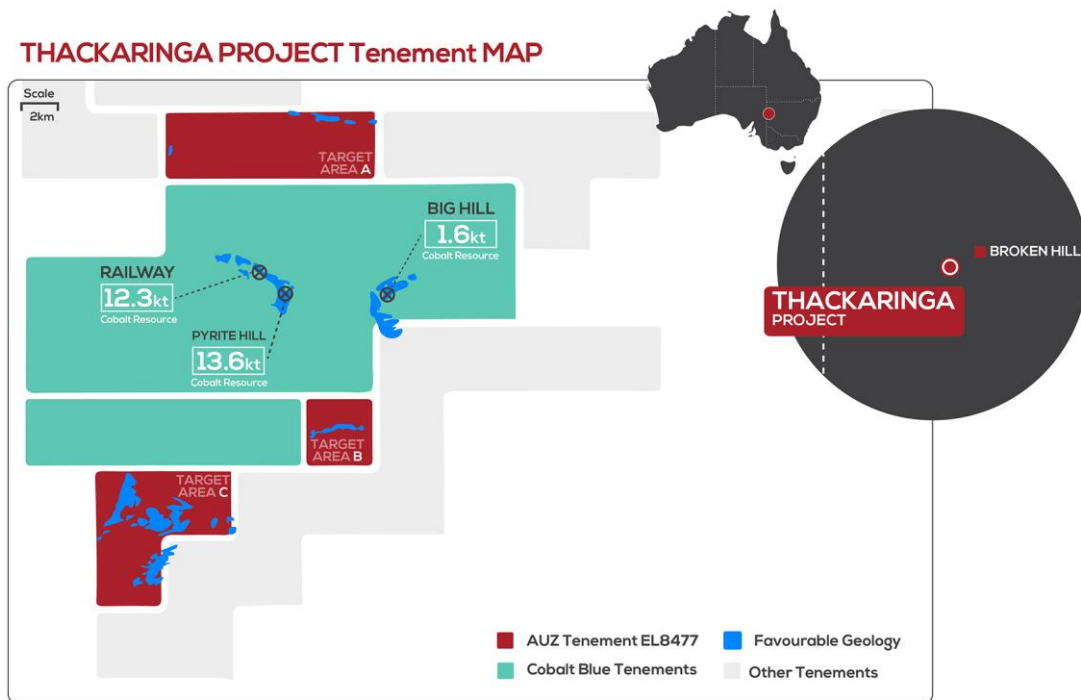 THACKARINGA PROJECT Tenement MAP
Scale
2km
TARGET
AREA A
BIG HILL
1.6kt
Cobalt Resource
RAILWAY
12.3kt
Cobalt Resource
PYRITE HILL
13.6kt
Cobalt Resource
BROKEN HILL
THACKARINGA
PROJECT
TARGET
AREA B
TARGET
AREA C
AUZ Tenement EL8477
Favourable Geology
Cobalt Blue Tenements
Other Tenements